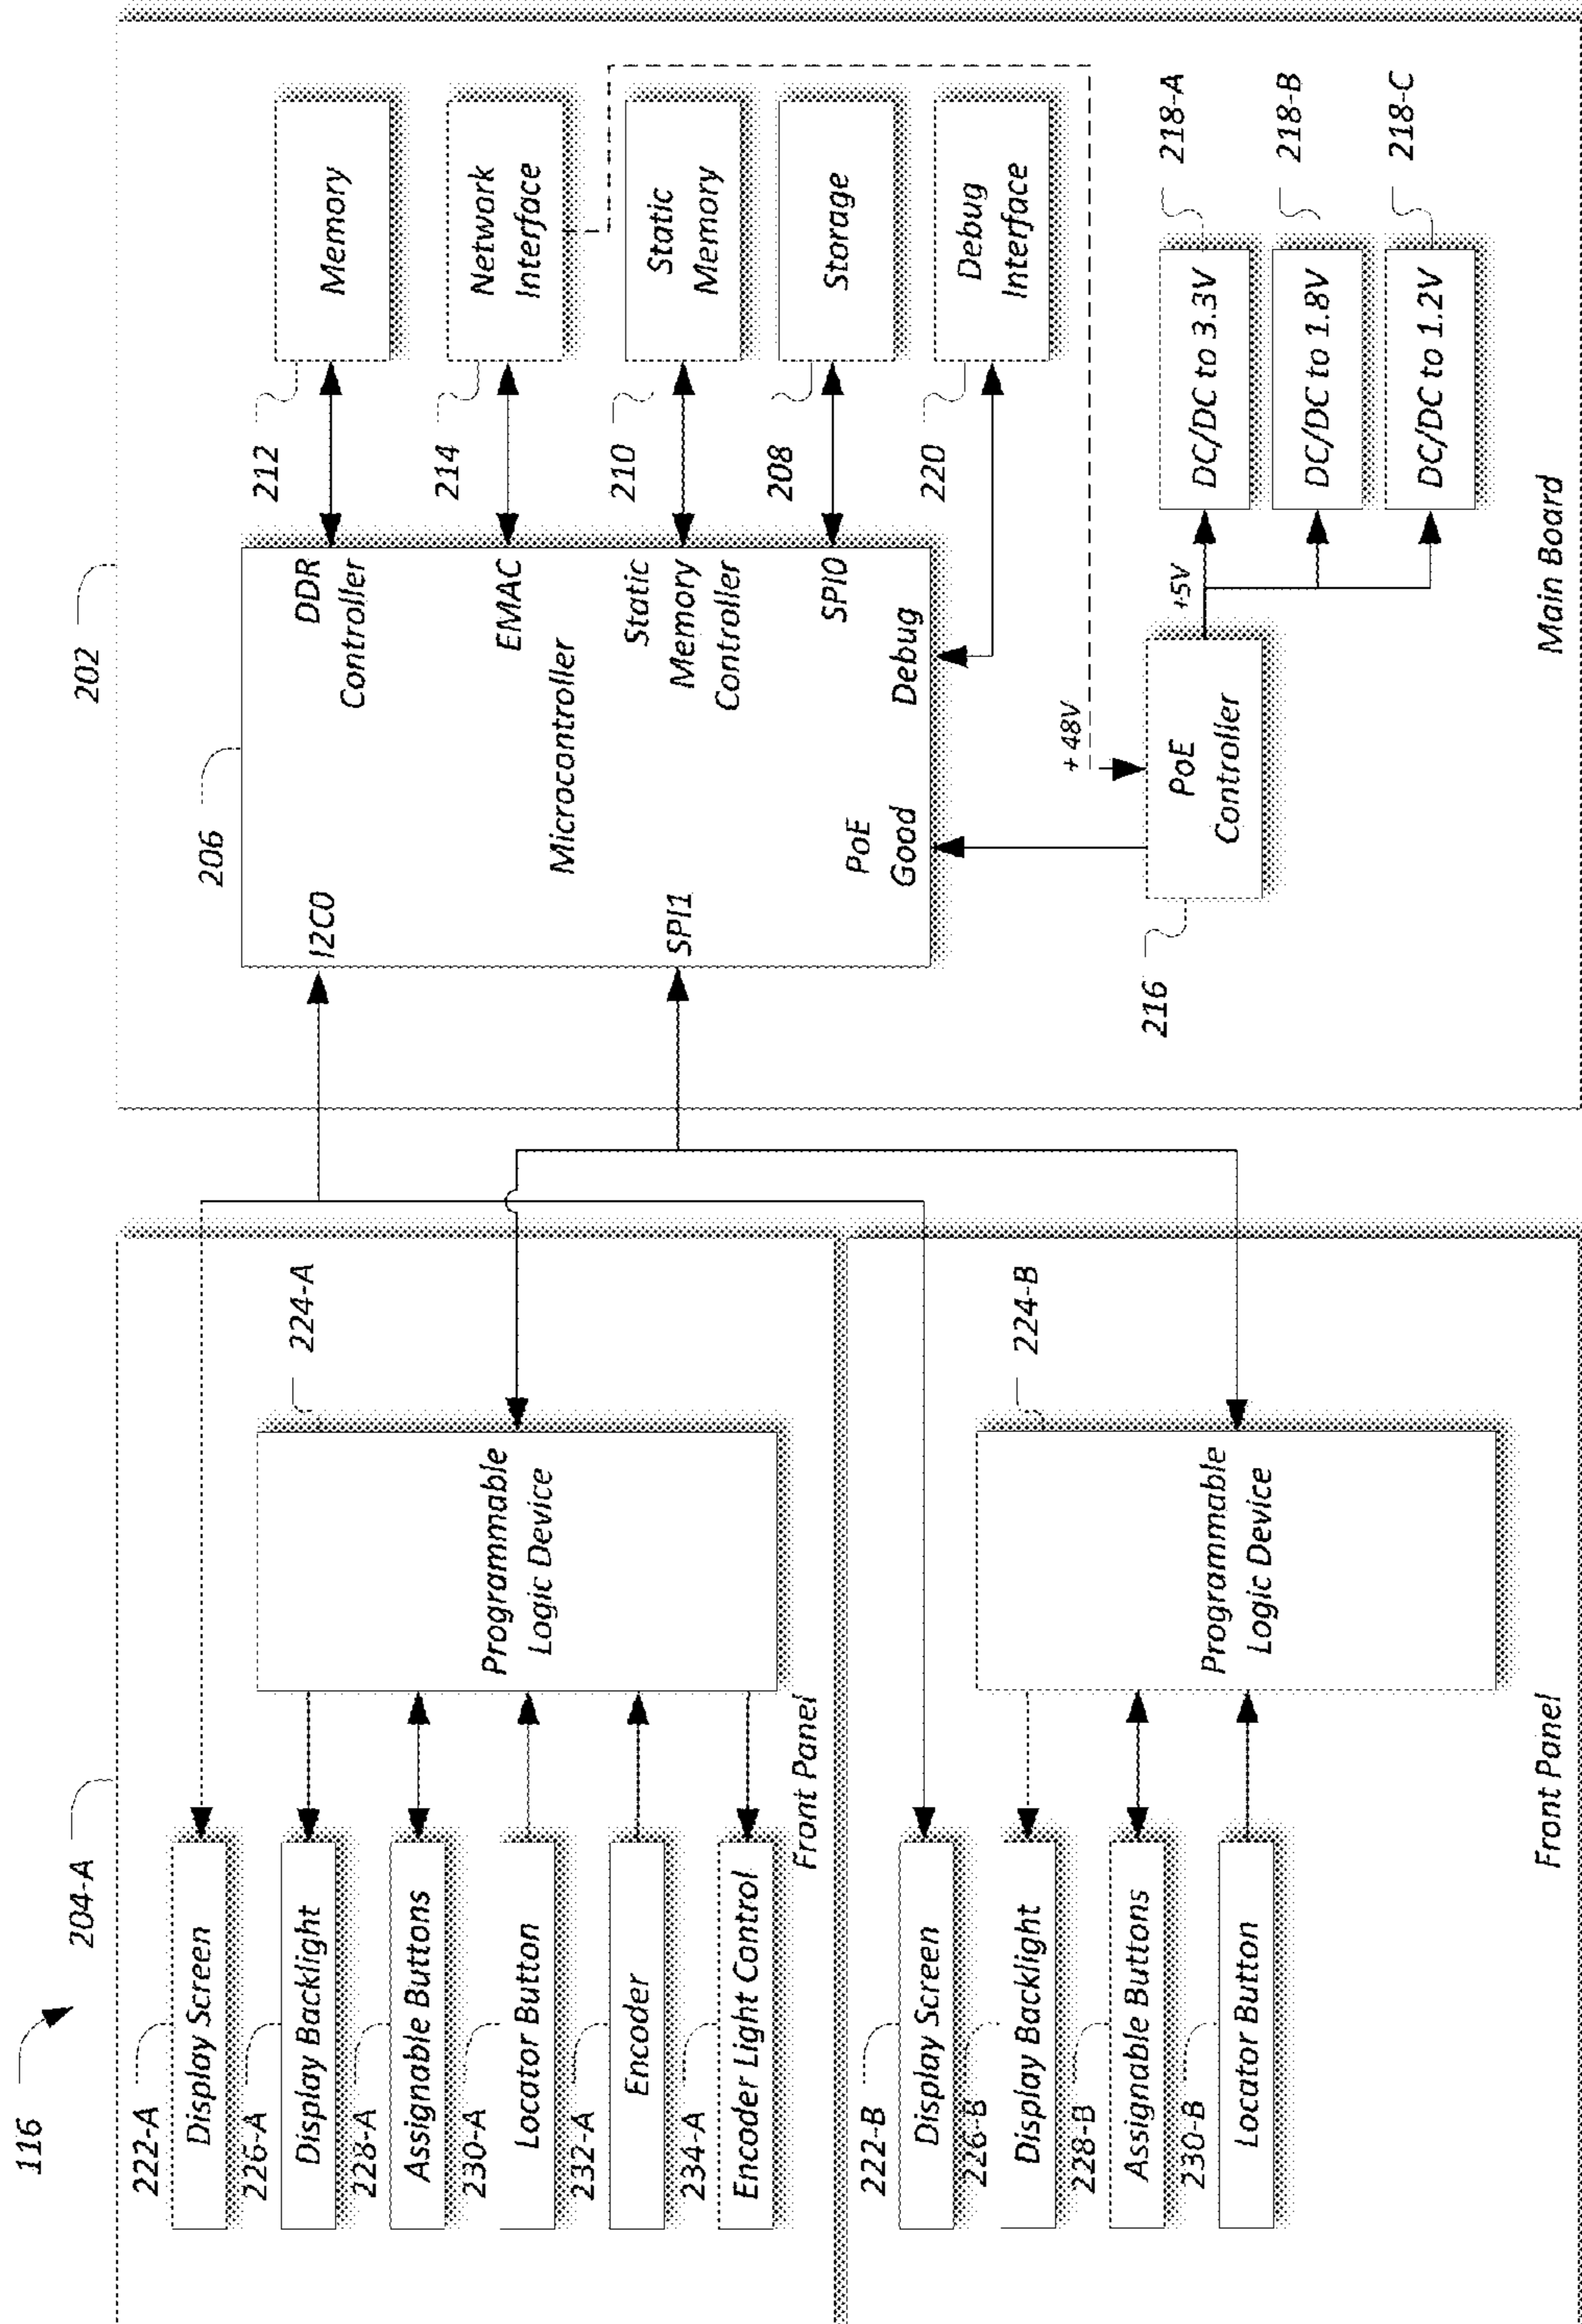 116
204-A
222-A
Display Screen
226-A
Display Backlight
228-A
Assignable Buttons
230-A
Locator Button
232-A
Encoder
234-A
Encoder Light Control
224-A
Programmable
Logic Device
Front Panel
222-B
Display Screen
226-B
Display Backlight
228-B
Assignable Buttons
230-B
Locator Button
224-B
Programmable
Logic Device
Front Panel
202
206
I2C0
SPI1
Microcontroller
DDR
Controller
EMAC
Static
Memory
Controller
SPI0
PoE
Good
Debug
212
Memory
214
Network
Interface
210
Static
Memory
208
Storage
220
Debug
Interface
+ 48V
216
PoE
Controller
+5V
DC/DC to 3.3V
218-A
DC/DC to 1.8V
218-B
DC/DC to 1.2V
218-C
Main Board